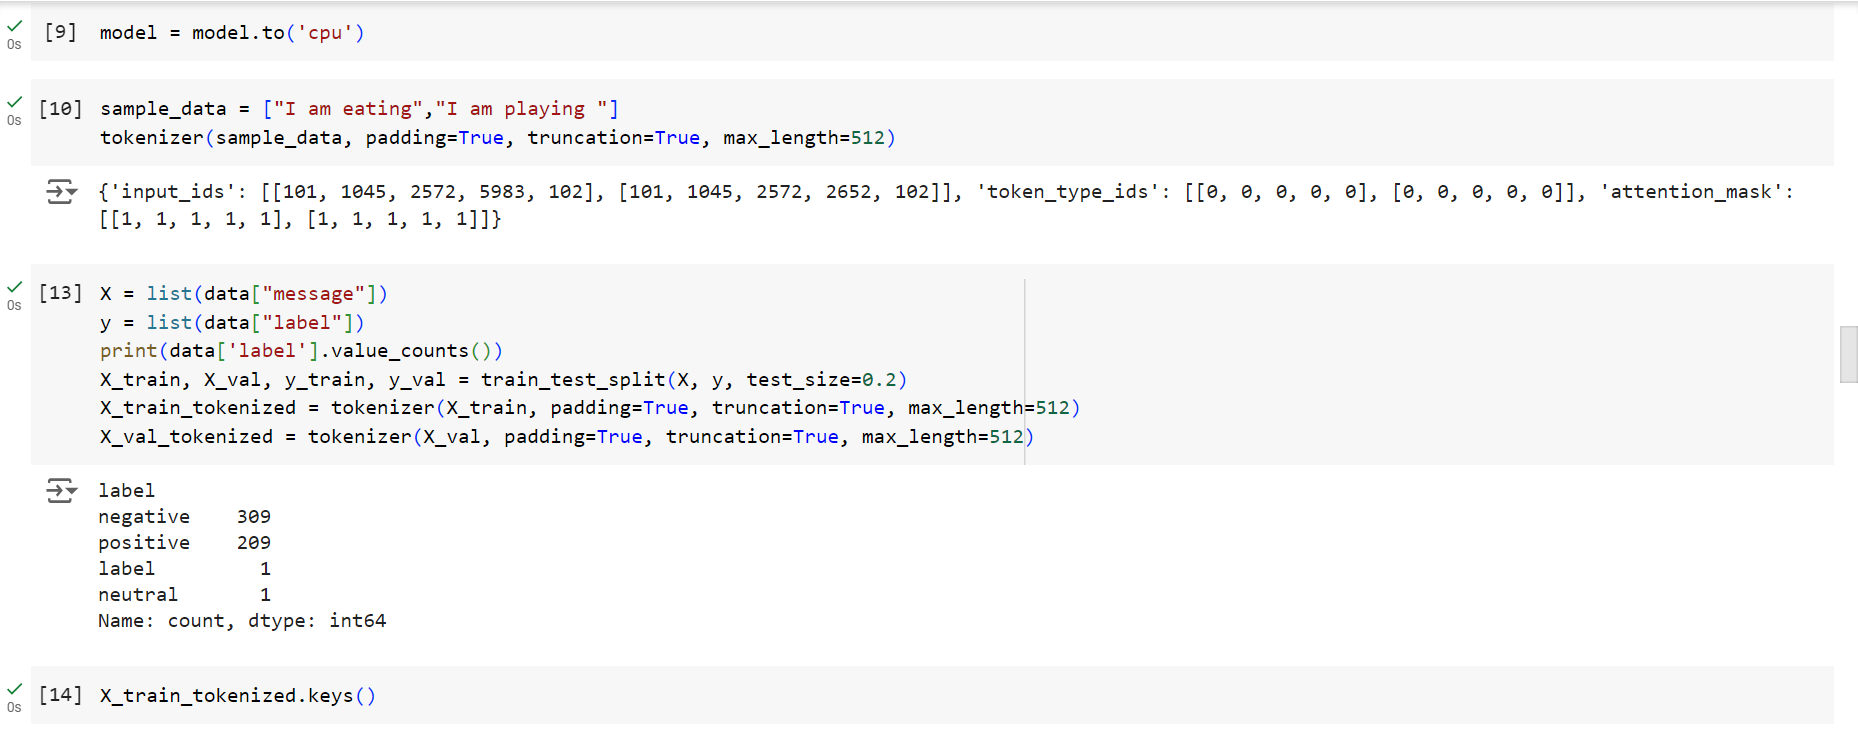 [9] model = model.to('cpu')
0s
[10] sample_data = ["I am eating","I am playing "]
0s
tokenizer(sample_data, padding=True, truncation=True, max_length=512)
{'input_ids': [[101, 1045, 2572, 5983, 102], [101, 1045, 2572, 2652, 102]], 'token_type_ids': [[0, 0, 0, 0, 0], [0, 0, 0, 0, 0]], 'attention_mask':
[[1, 1, 1, 1, 1], [1, 1, 1, 1, 1]]}
[13] X = list(data["message"])
0s
y = list(data["label"])
print(data['label'].value_counts())
X_train, X_val, y_train, y_val = train_test_split(X, y, test_size=0.2)
X_train_tokenized = tokenizer(X_train, padding=True, truncation=True, max_length=512)
X_val_tokenized = tokenizer(X_val, padding=True, truncation=True, max_length=512)
label
negative    309
positive    209
label         1
neutral       1
Name: count, dtype: int64
[14] X_train_tokenized.keys()
0s